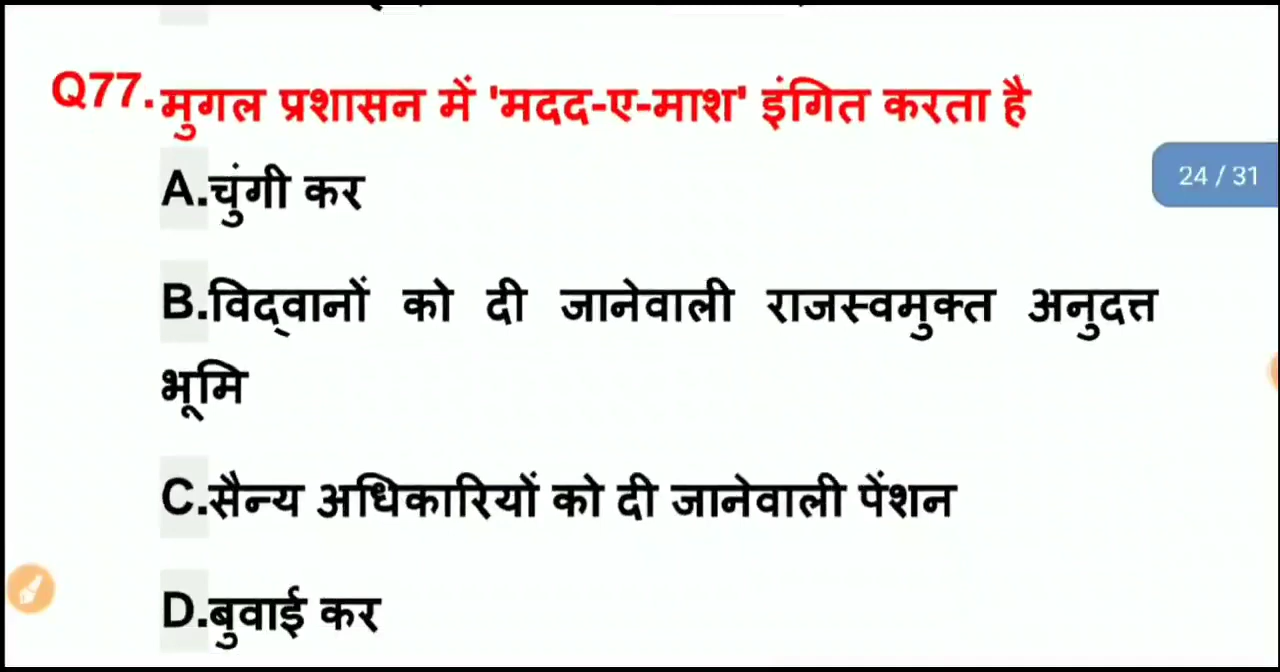 Q77.मुगल प्रशासन में 'मदद-ए-माश' इंगित करता है
A.चुंगी कर
24 / 31
B.विद्वानों को दी जानेवाली राजस्वमुक्त अनुदत्त
भूमि
C.सैन्य अधिकारियों को दी जानेवाली पेंशन
D.बुवाई कर